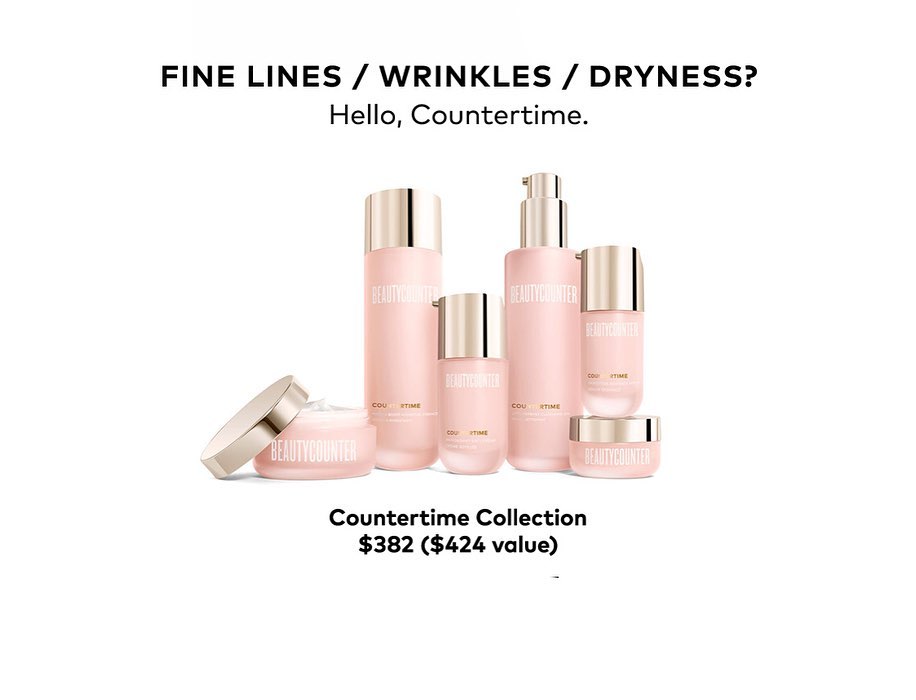 FINE LINES / WRINKLES / DRYNESS?
Hello, Countertime.
BEAUTYCOUNTER
COUNTERTIME
BEAUTYCOUNTER
COUNTERTIME
BEAUTYCOUNTER
COUNTERTIME
BEAUTYCOUNTER
COUNTERTIME
BEAUTYCOUNTER
BEAUTYCOUNTER
Countertime Collection
$382 ($424 value)